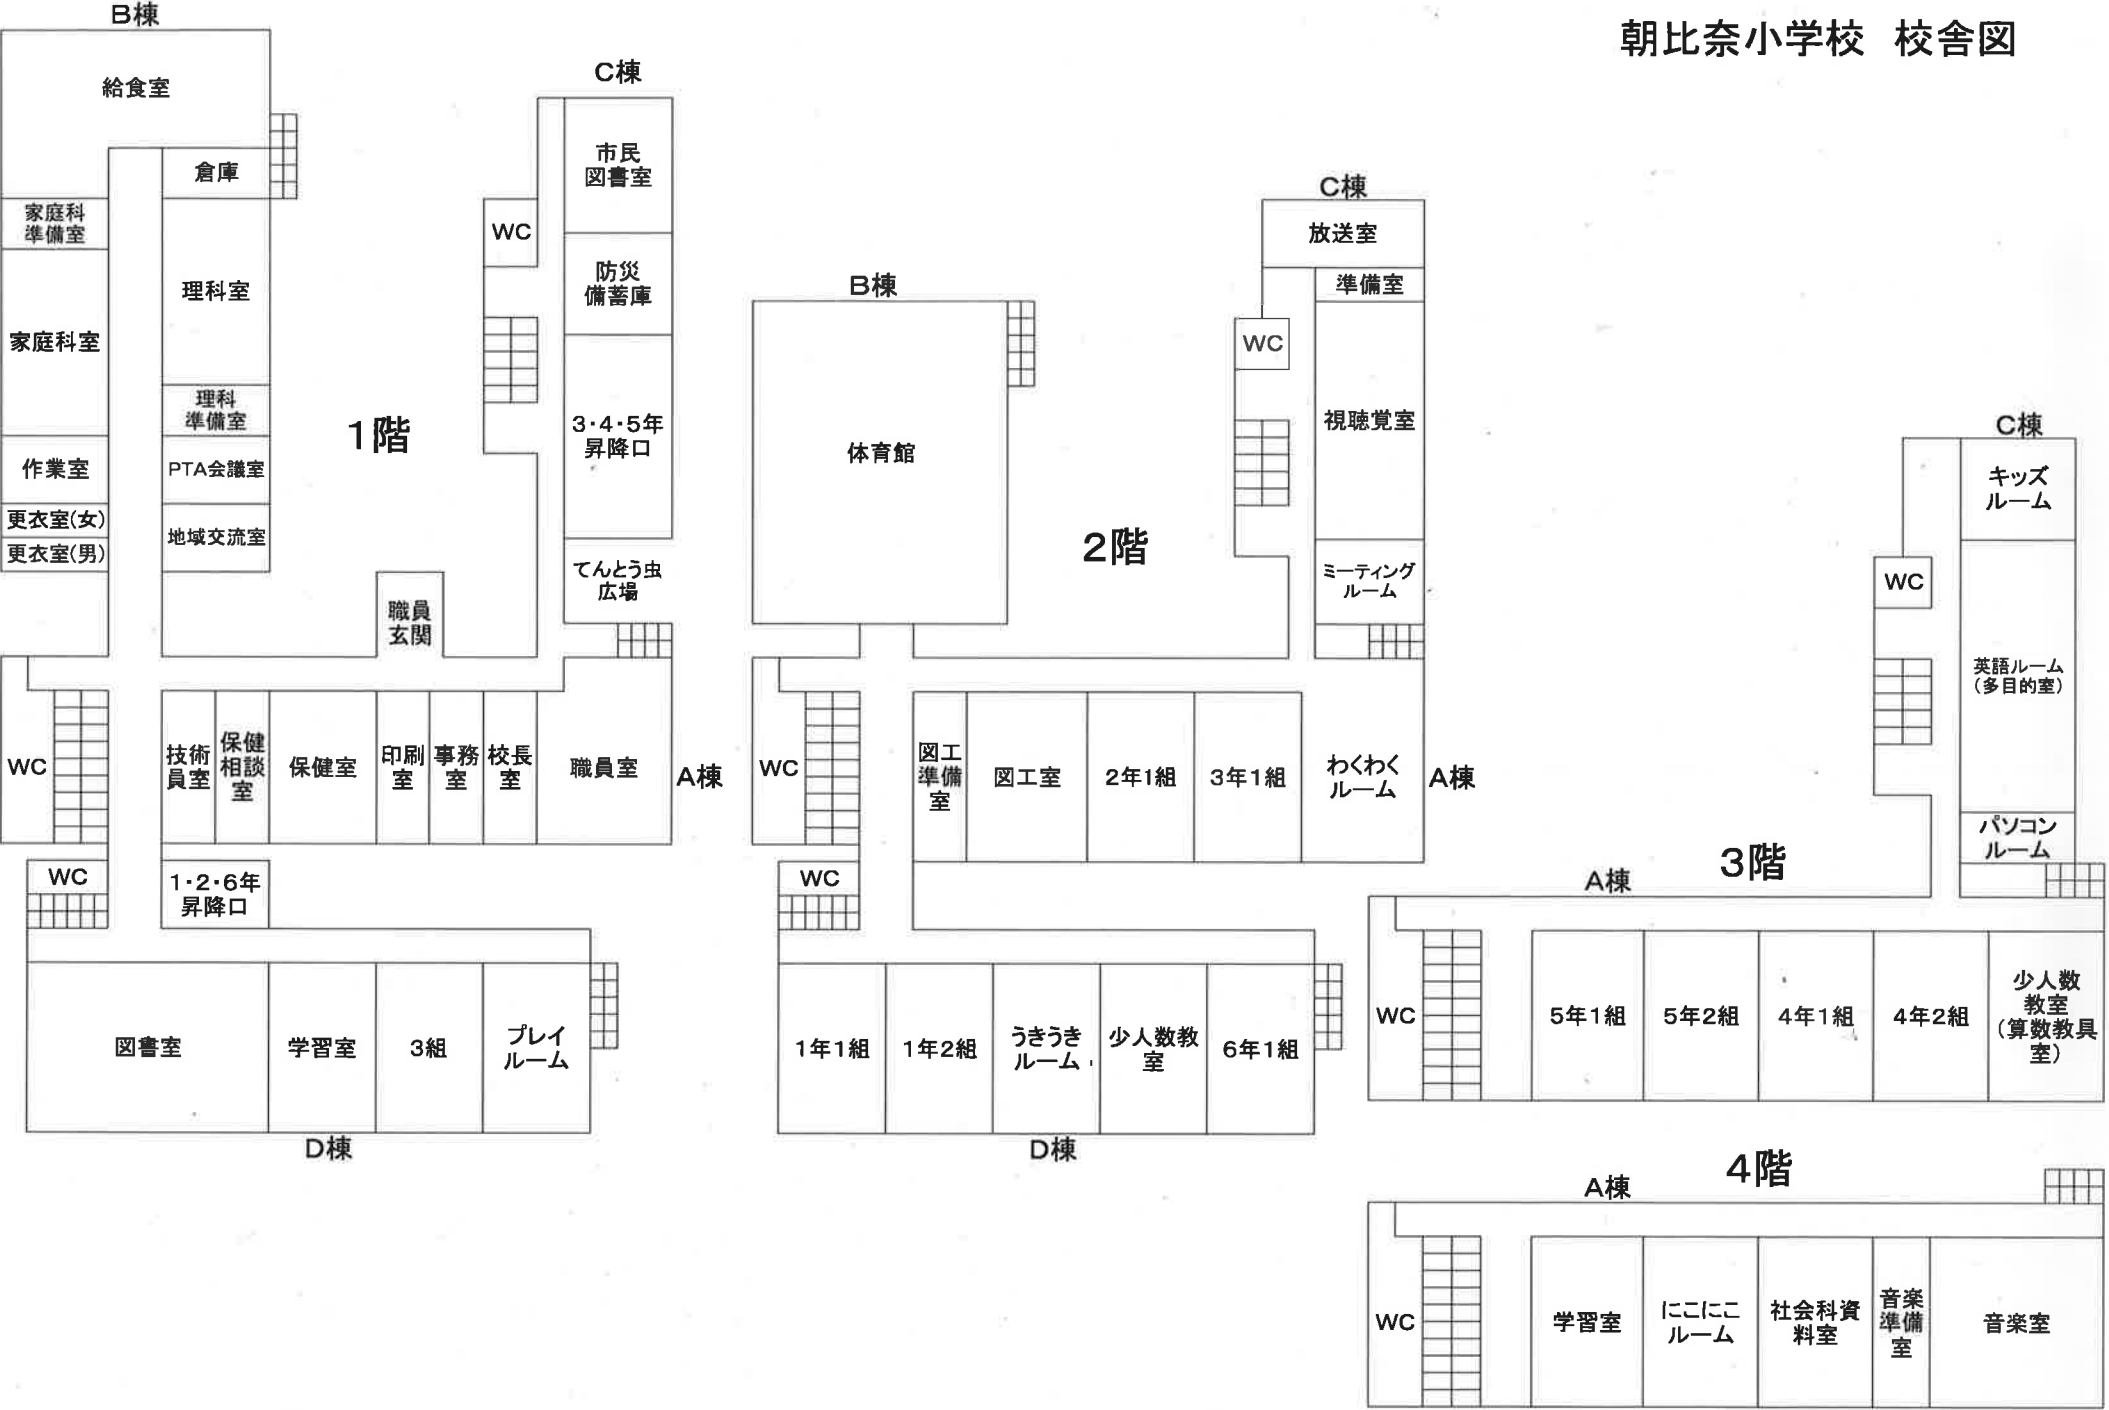 朝比奈小学校 校舎図
1階
B棟
給食室
倉庫
家庭科
準備室
理科室
家庭科室
理科
準備室
作業室
PTA会議室
更衣室(女)
地域交流室
更衣室(男)
C棟
市民
図書室
WC
防災
備蓄庫
3・4・5年
昇降口
てんとう虫
広場
職員
玄関
WC
技術
員室
保健
相談
室
保健室
印刷
室
事務
室
校長
室
職員室
A棟
WC
1・2・6年
昇降口
図書室
学習室
3組
プレイ
ルーム
D棟
2階
B棟
体育館
C棟
放送室
準備室
WC
視聴覚室
ミーティング
ルーム
WC
図工
準備
室
図工室
2年1組
3年1組
わくわく
ルーム
A棟
WC
1年1組
1年2組
うきうき
ルーム
少人数教
室
6年1組
D棟
3階
C棟
キッズ
ルーム
WC
英語ルーム
(多目的室)
パソコン
ルーム
A棟
WC
5年1組
5年2組
4年1組
4年2組
少人数
教室
(算数教具
室)
4階
A棟
WC
学習室
にこにこ
ルーム
社会科資
料室
音楽
準備
室
音楽室